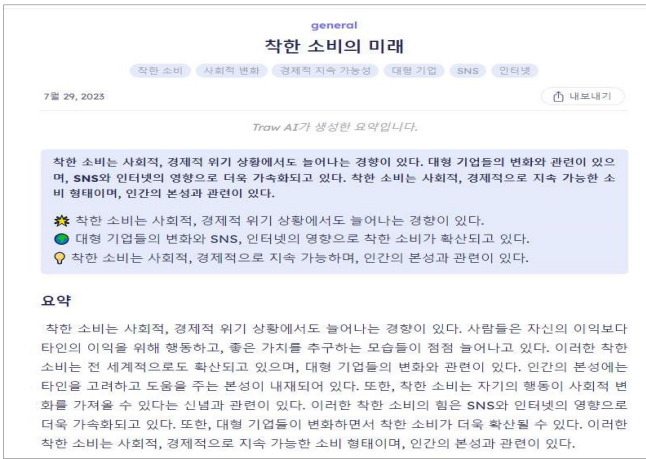 general
착한 소비의 미래
착한 소비 사회적 변화 경제적 지속 가능성 대형 기업 SNS 인터넷
7월 29, 2023 내보내기
Traw AI가 생성한 요약입니다.
착한 소비는 사회적, 경제적 위기 상황에서도 늘어나는 경향이 있다. 대형 기업들의 변화와 관련이 있으
며, SNS와 인터넷의 영향으로 더욱 가속화되고 있다. 착한 소비는 사회적, 경제적으로 지속 가능한 소
비 형태이며, 인간의 본성과 관련이 있다.
착한 소비는 사회적, 경제적 위기 상황에서도 늘어나는 경향이 있다.
대형 기업들의 변화와 SNS, 인터넷의 영향으로 착한 소비가 확산되고 있다.
착한 소비는 사회적, 경제적으로 지속 가능하며, 인간의 본성과 관련이 있다.
요약
착한 소비는 사회적, 경제적 위기 상황에서도 늘어나는 경향이 있다. 사람들은 자신의 이익보다
타인의 이익을 위해 행동하고, 좋은 가치를 추구하는 모습들이 점점 늘어나고 있다. 이러한 착한
소비는 전 세계적으로도 확산되고 있으며, 대형 기업들의 변화와 관련이 있다. 인간의 본성에는
타인을 고려하고 도움을 주는 본성이 내재되어 있다. 또한, 착한 소비는 자기의 행동이 사회적 변
화를 가져올 수 있다는 신념과 관련이 있다. 이러한 착한 소비의 힘은 SNS와 인터넷의 영향으로
더욱 가속화되고 있다. 또한, 대형 기업들이 변화하면서 착한 소비가 더욱 확산될 수 있다. 이러한
착한 소비는 사회적, 경제적으로 지속 가능한 소비 형태이며, 인간의 본성과 관련이 있다.